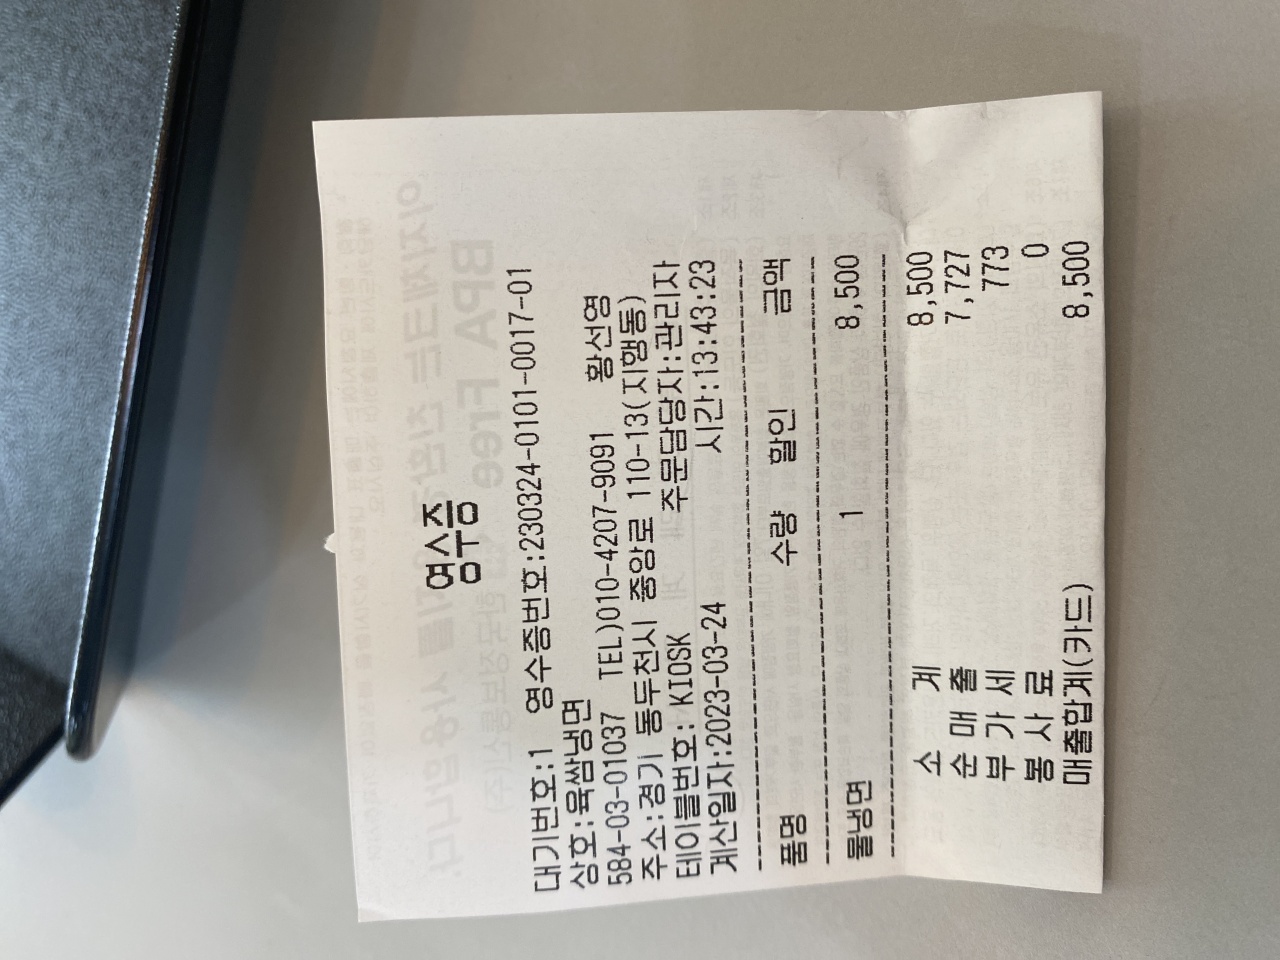 영수증
대기번호:1 영수증번호:230324-0101-0017-01
상호:육쌈냉면
584-03-01037 TEL)010-4207-9091 황선영
주소:경기 동두천시 중앙로 110-13(지행동)
테이블번호: KIOSK 주문담당자:관리자
계산일자:2023-03-24 시간:13:43:23
품명 수량 할인 금액
물냉면 1 8,500
소 계 8,500
순 매 출 7,727
부 가 세 773
봉 사 료 0
매출합계(카드) 8,500